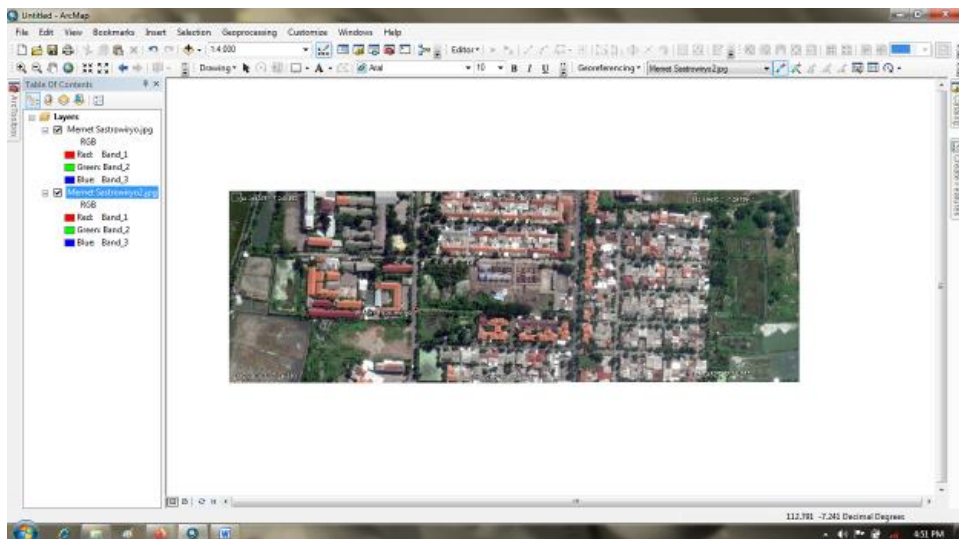 Untitled - ArcMap
File Edit View Bookmarks Insert Selection Geoprocessing Customize Windows Help
1:4.000
Editor
Drawing
Arial
10
B I U
Georeferencing
Mernet Sastrowiryo2.jpg
Table Of Contents
ArcToolbox
Layers
Mernet Sastrowiryo.jpg
RGB
Red: Band_1
Green: Band_2
Blue: Band_3
Mernet Sastrowiryo2.jpg
RGB
Red: Band_1
Green: Band_2
Blue: Band_3
112.791 -7.241 Decimal Degrees
4:51 PM